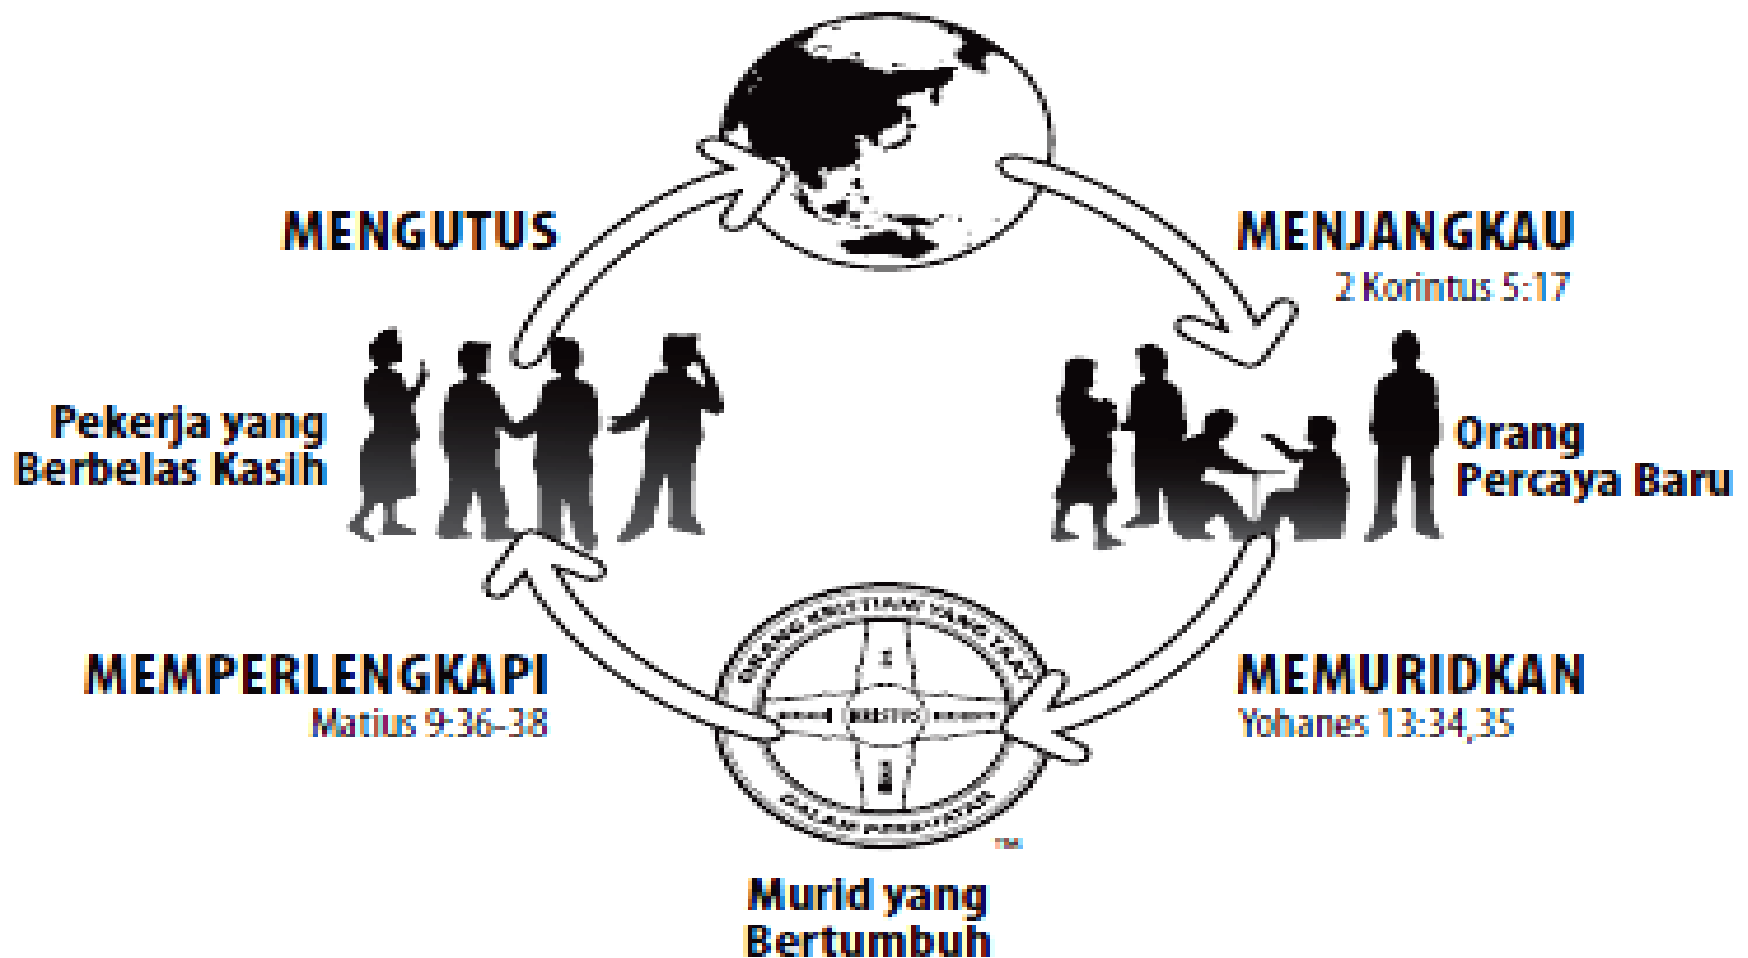 MENGUTUS
MENJANGKAU
2 Korintus 5:17
Pekerja yang
Berbelas Kasih
Orang
Percaya Baru
MEMPERLENGKAPI
Matius 9:36-38
ORANG KRISTIANI YANG TAAT
KRISTUS
DALAM PERBUATAN
MEMURIDKAN
Yohanes 13:34,35
TM
Murid yang
Bertumbuh